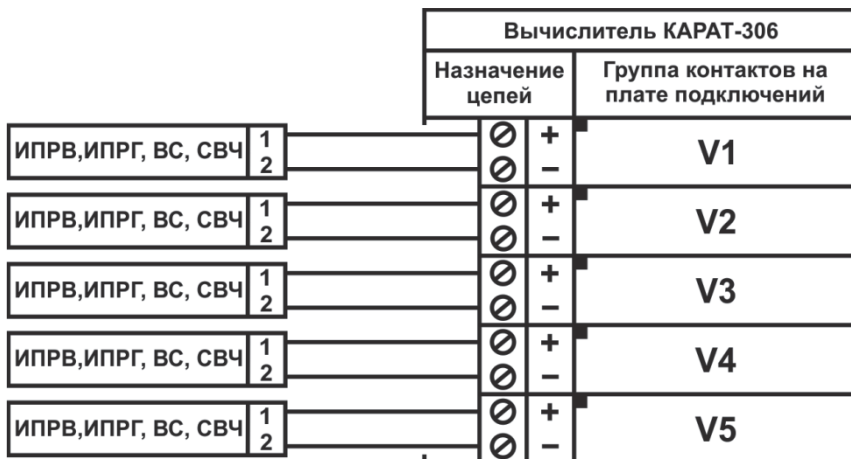 Вычислитель КАРАТ-306
Назначение цепей
Группа контактов на плате подключений
ИПРВ,ИПРГ, ВС, СВЧ 1 + V1
2 −
ИПРВ,ИПРГ, ВС, СВЧ 1 + V2
2 −
ИПРВ,ИПРГ, ВС, СВЧ 1 + V3
2 −
ИПРВ,ИПРГ, ВС, СВЧ 1 + V4
2 −
ИПРВ,ИПРГ, ВС, СВЧ 1 + V5
2 −